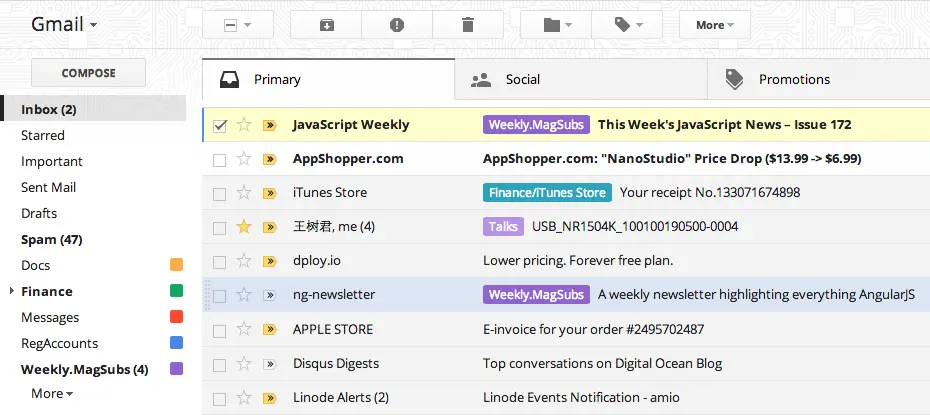 Gmail
More
COMPOSE
Primary
Social
Promotions
Inbox (2)
Starred
Important
Sent Mail
Drafts
Spam (47)
Docs
Finance
Messages
RegAccounts
Weekly.MagSubs (4)
More
JavaScript Weekly Weekly.MagSubs This Week's JavaScript News – Issue 172
AppShopper.com AppShopper.com: "NanoStudio" Price Drop ($13.99 -> $6.99)
iTunes Store Finance/iTunes Store Your receipt No.133071674898
王树君, me (4) Talks USB_NR1504K_100100190500-0004
dploy.io Lower pricing. Forever free plan.
ng-newsletter Weekly.MagSubs A weekly newsletter highlighting everything AngularJS
APPLE STORE E-invoice for your order #2495702487
Disqus Digests Top conversations on Digital Ocean Blog
Linode Alerts (2) Linode Events Notification - amio